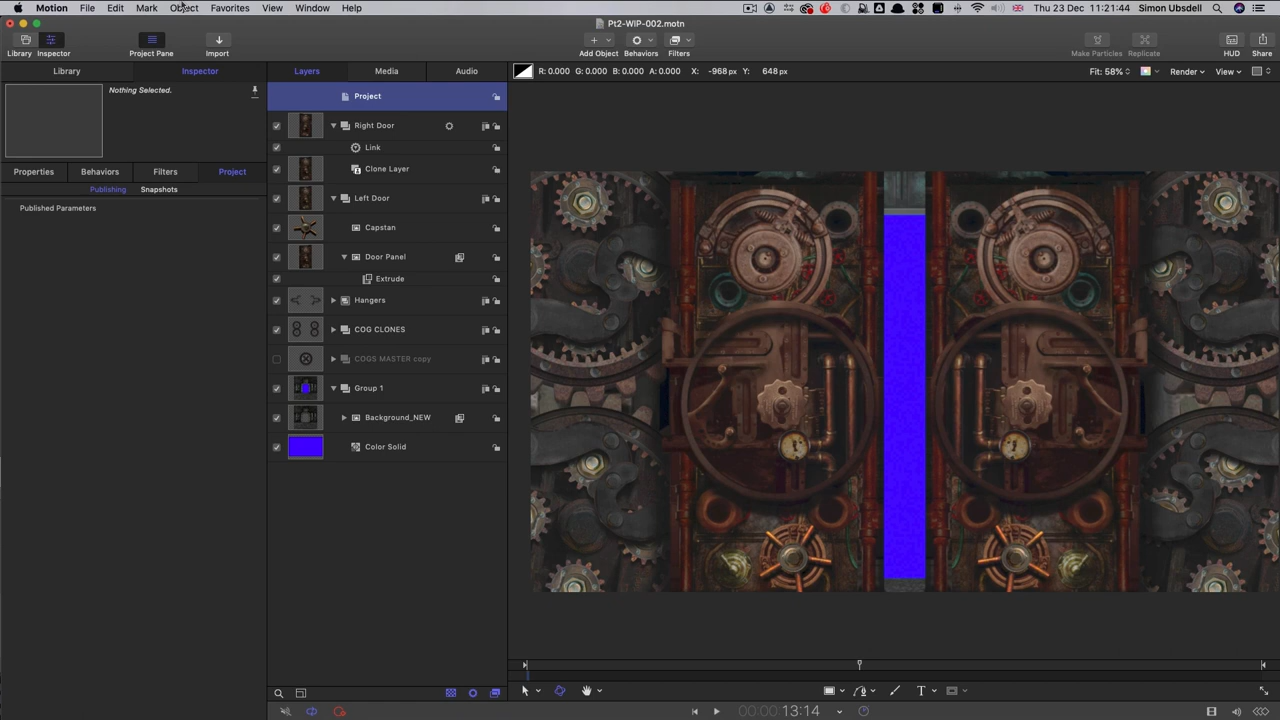 Motion File Edit Mark Object Favorites View Window Help Thu 23 Dec 11:21:44 Simon Ubsdell
Pt2-WIP-002.motn
Library Inspector Project Pane Import Add Object Behaviors Filters Make Particles Replicate HUD Share
Library Inspector Layers Media Audio R: 0.000 G: 0.000 B: 0.000 A: 0.000 X: -968 px Y: 648 px Fit: 58% Render View
Nothing Selected.
Project
Right Door
Link
Clone Layer
Properties Behaviors Filters Project
Publishing Snapshots
Published Parameters
Left Door
Capstan
Door Panel
Extrude
Hangers
COG CLONES
COGS MASTER copy
Group 1
Background_NEW
Color Solid
T
00:00:13:14